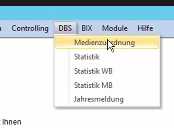 Controlling DBS BIX Module Hilfe
Medienzuordnung
Statistik
Statistik WB
Statistik MB
Jahresmeldung
Ihnen